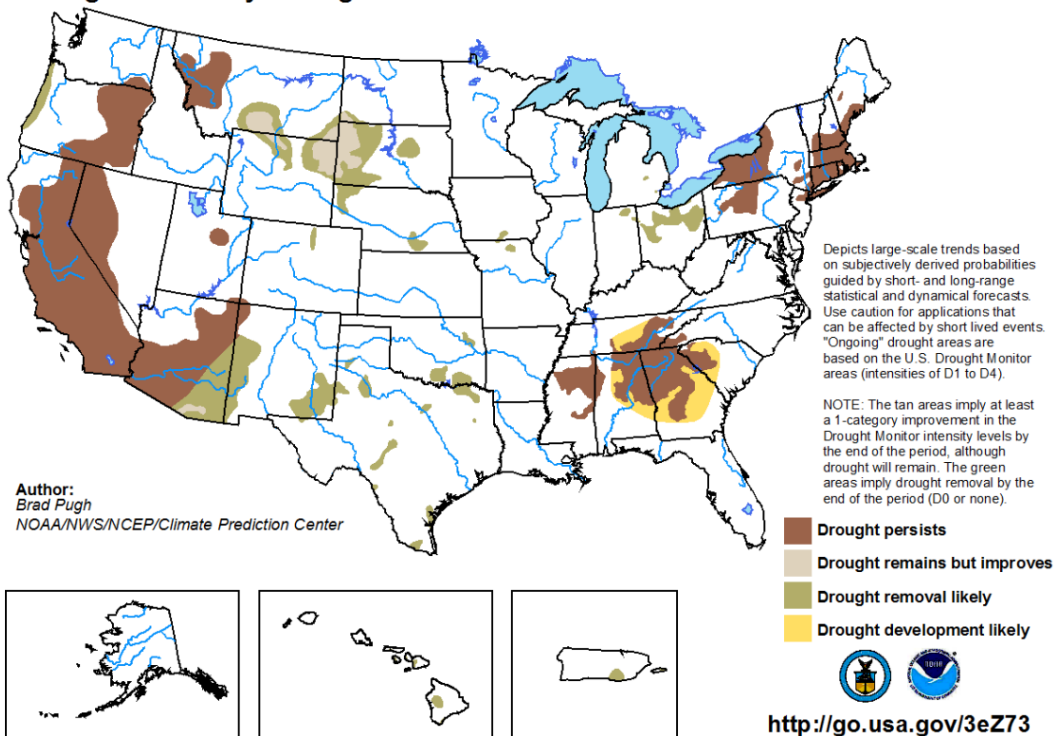 Depicts large-scale trends based
on subjectively derived probabilities
guided by short- and long-range
statistical and dynamical forecasts.
Use caution for applications that
can be affected by short lived events.
"Ongoing" drought areas are
based on the U.S. Drought Monitor
areas (intensities of D1 to D4).
NOTE: The tan areas imply at least
a 1-category improvement in the
Drought Monitor intensity levels by
the end of the period, although
drought will remain. The green
areas imply drought removal by the
end of the period (D0 or none).
Author:
Brad Pugh
NOAA/NWS/NCEP/Climate Prediction Center
Drought persists
Drought remains but improves
Drought removal likely
Drought development likely
http://go.usa.gov/3eZ73